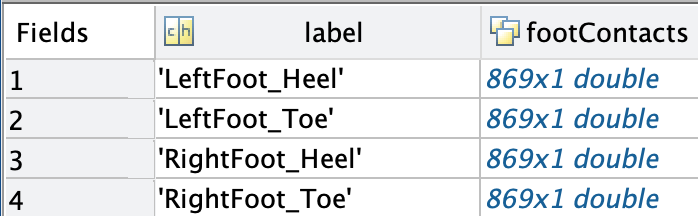 Fields ch label footContacts
1 'LeftFoot_Heel' 869x1 double
2 'LeftFoot_Toe' 869x1 double
3 'RightFoot_Heel' 869x1 double
4 'RightFoot_Toe' 869x1 double